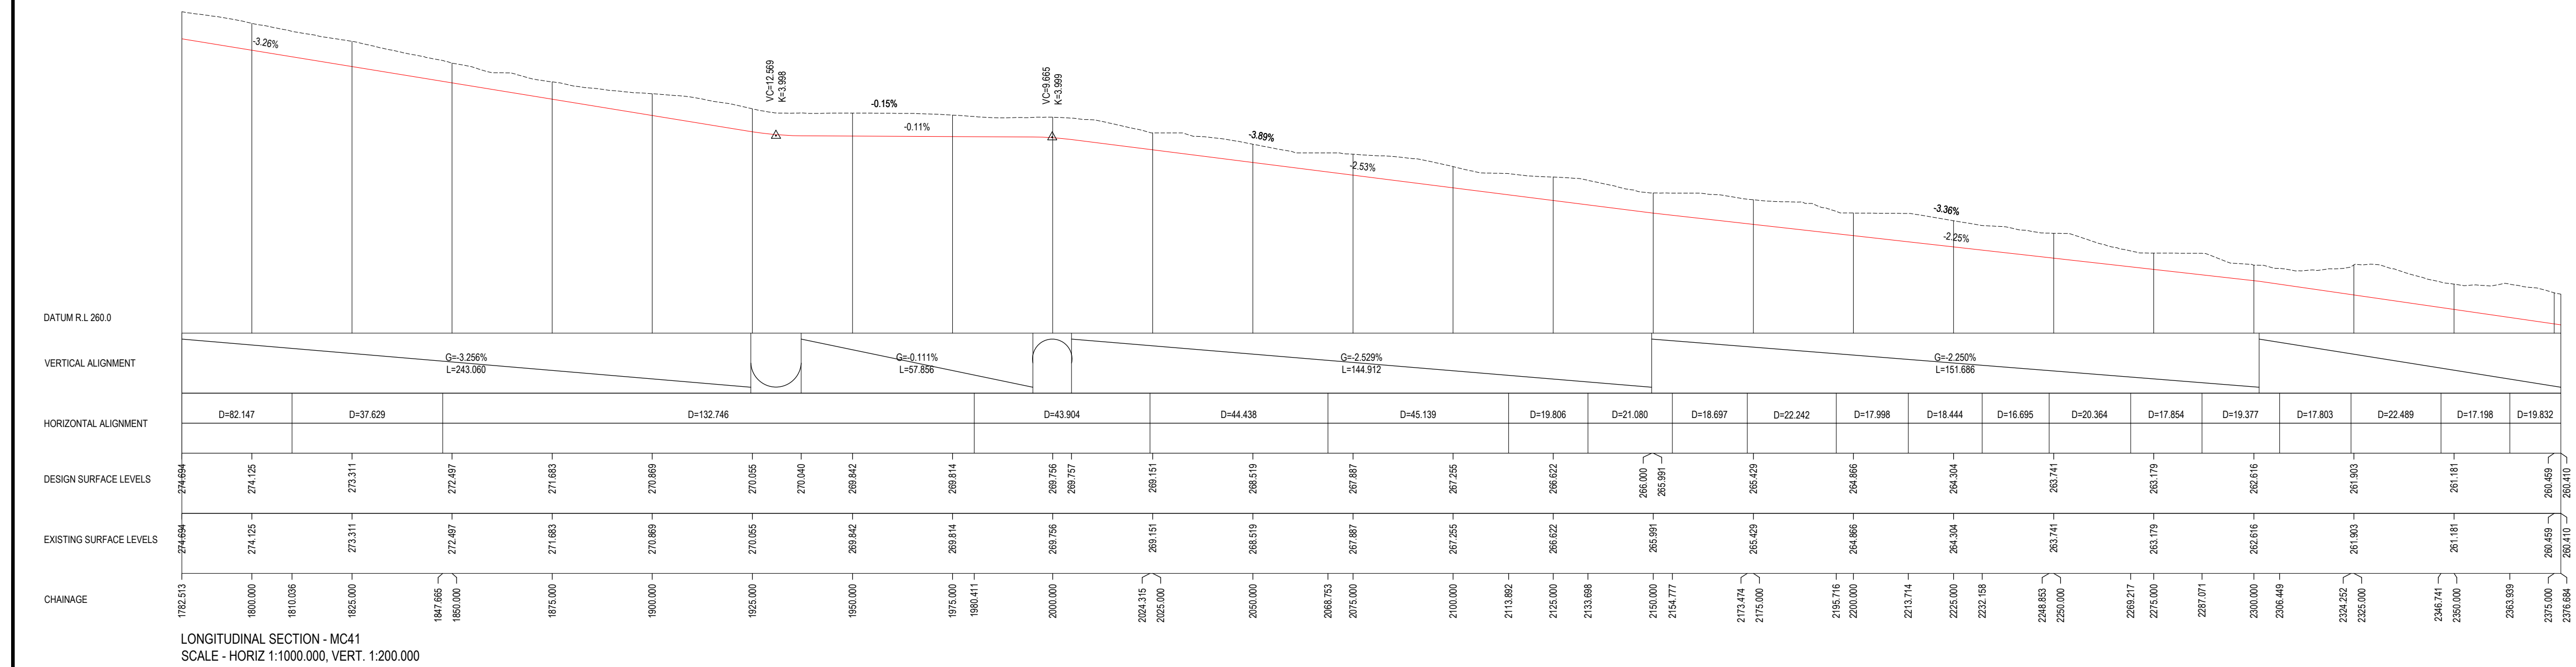 -3.26%
VC=12.569
K=3.998
-0.15%
-0.11%
VC=9.665
K=3.999
-3.89%
-2.53%
-3.36%
-2.25%
DATUM R.L 260.0
VERTICAL ALIGNMENT
G=-3.256%
L=243.060
G=-0.111%
L=57.856
G=-2.529%
L=144.912
G=-2.250%
L=151.686
HORIZONTAL ALIGNMENT
D=82.147 D=37.629 D=132.746 D=43.904 D=44.438 D=45.139 D=19.806 D=21.080 D=18.697 D=22.242 D=17.998 D=18.444 D=16.695 D=20.364 D=17.854 D=19.377 D=17.803 D=22.489 D=17.198 D=19.832
DESIGN SURFACE LEVELS
274.694 274.125 273.311 272.497 271.683 270.869 270.055 270.040 269.842 269.814 269.756 269.757 269.151 268.519 267.887 267.255 266.622 266.000 265.991 265.429 264.866 264.304 263.741 263.179 262.616 261.903 261.181 260.459 260.410
EXISTING SURFACE LEVELS
274.694 274.125 273.311 272.497 271.683 270.869 270.055 269.842 269.814 269.756 269.151 268.519 267.887 267.255 266.622 265.991 265.429 264.866 264.304 263.741 263.179 262.616 261.903 261.181 260.459 260.410
CHAINAGE
1782.513 1800.000 1810.036 1825.000 1847.665 1850.000 1875.000 1900.000 1925.000 1950.000 1975.000 1980.411 2000.000 2024.315 2025.000 2050.000 2068.753 2075.000 2100.000 2113.892 2125.000 2133.698 2150.000 2154.777 2173.474 2175.000 2195.716 2200.000 2213.714 2225.000 2232.158 2248.853 2250.000 2269.217 2275.000 2287.071 2300.000 2306.449 2324.252 2325.000 2346.741 2350.000 2363.939 2375.000 2376.684
LONGITUDINAL SECTION - MC41
SCALE - HORIZ 1:1000.000, VERT. 1:200.000